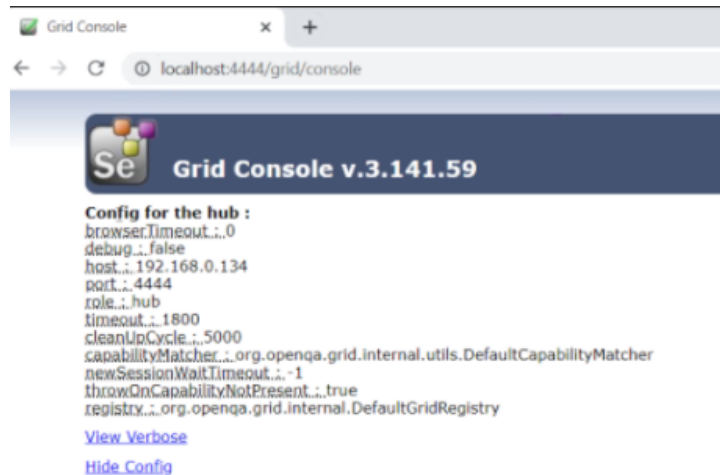 Grid Console
localhost:4444/grid/console
Se
Grid Console v.3.141.59
Config for the hub :
browserTimeout : 0
debug : false
host : 192.168.0.134
port : 4444
role : hub
timeout : 1800
cleanUpCycle : 5000
capabilityMatcher : org.openqa.grid.internal.utils.DefaultCapabilityMatcher
newSessionWaitTimeout : -1
throwOnCapabilityNotPresent : true
registry : org.openqa.grid.internal.DefaultGridRegistry
View Verbose
Hide Config